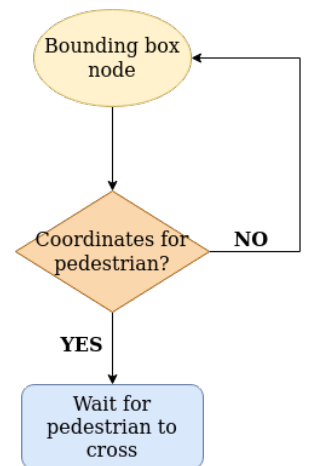 Bounding box
node
Coordinates for
pedestrian?
NO
YES
Wait for
pedestrian to
cross